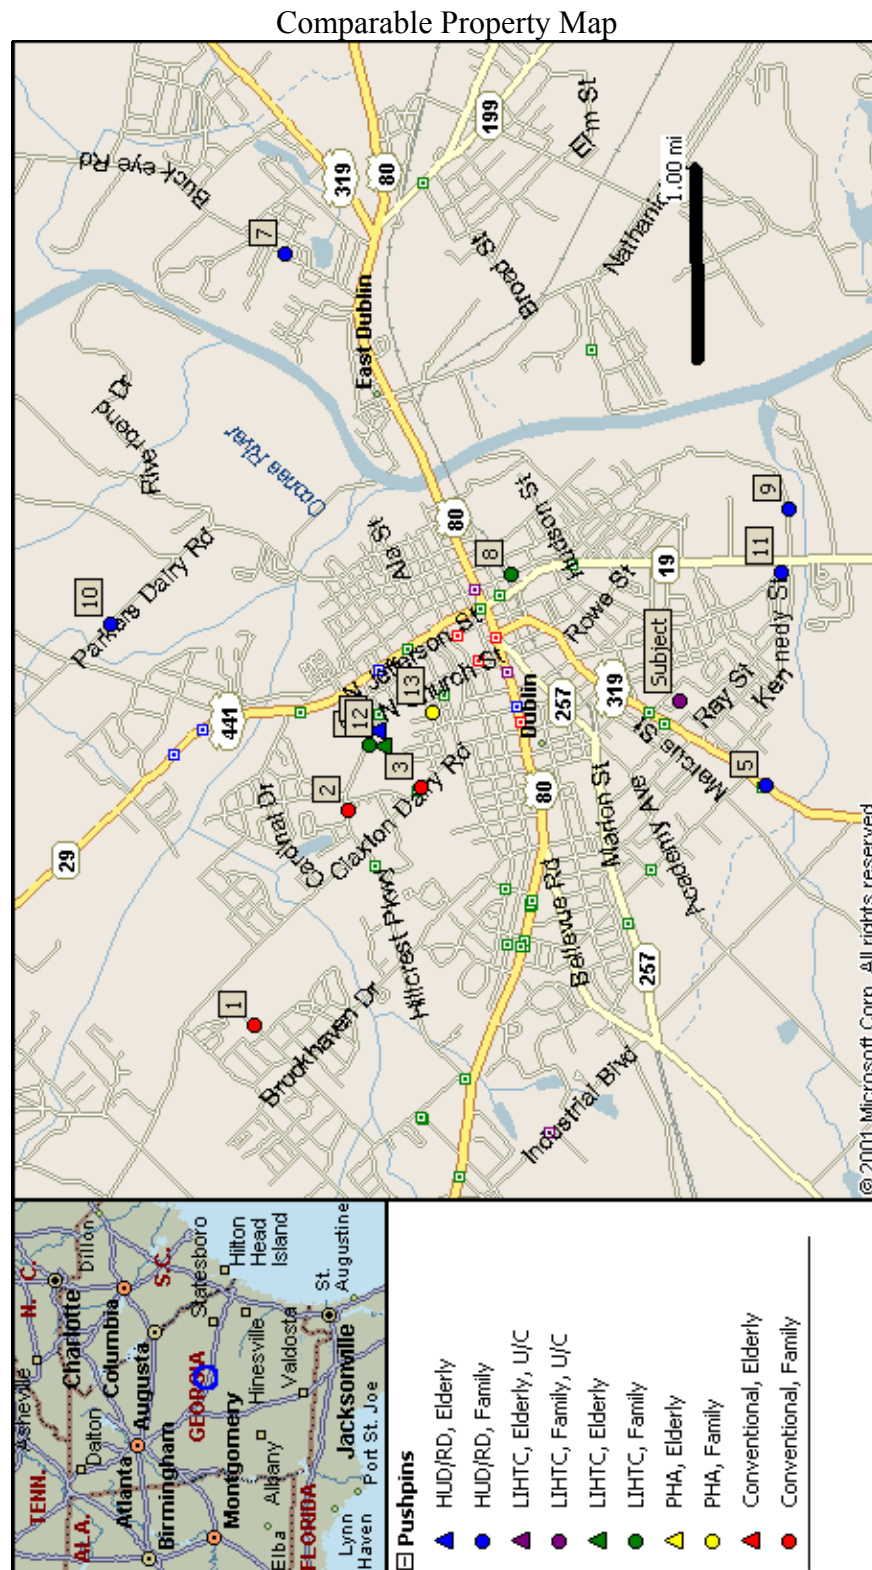 Comparable Property Map
Buckeye Rd
319
80
199
Elm St
7
Broad St
Nathaniel
1.00 mi
East Dublin
Riverbend Cir
Oconee River
Parkers Dairy Rd
10
Ala St
80
8
Hudson St
9
11
19
Rowe St
Subject
Kennedy St
Ray St
319
Marcus St
5
N Jefferson St
N Church St
13
12
441
2
3
Dublin
257
Claxton Dairy Rd
Cardinal Dr
29
80
Marion St
Academy Ave
Bellevue Rd
Hillcrest Pkwy
257
1
Brookhaven Dr
Industrial Blvd
© 2001 Microsoft Corp. All rights reserved.
Asheville
N. C.
Charlotte
Dillon
TENN.
Dalton
Columbia
S.C.
Atlanta
Augusta
ALA.
Birmingham
GEORGIA
Statesboro
Hilton
Head
Island
Montgomery
Hinesville
Albany
Valdosta
Elba
FLORIDA
Jacksonville
St.
Augustine
Lynn
Haven
Port St. Joe
Pushpins
HUD/RD, Elderly
HUD/RD, Family
LIHTC, Elderly, U/C
LIHTC, Family, U/C
LIHTC, Elderly
LIHTC, Family
PHA, Elderly
PHA, Family
Conventional, Elderly
Conventional, Family